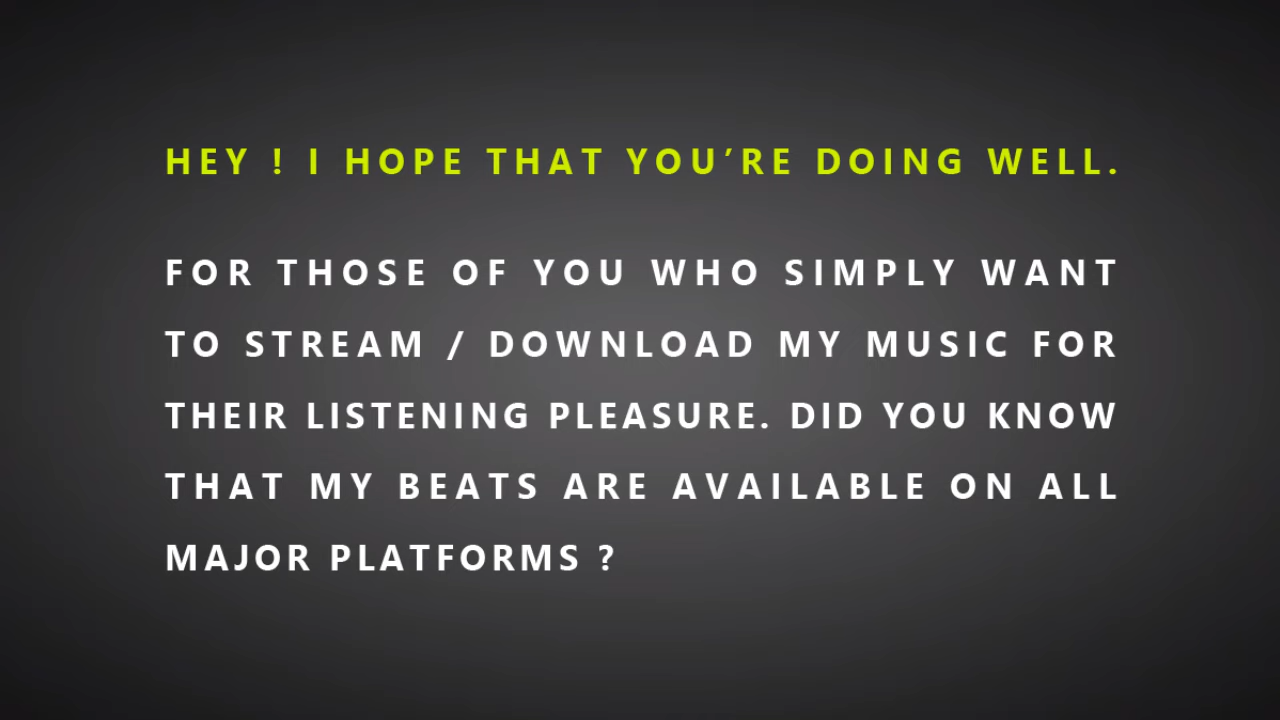 HEY ! I HOPE THAT YOU’RE DOING WELL.
FOR THOSE OF YOU WHO SIMPLY WANT
TO STREAM / DOWNLOAD MY MUSIC FOR
THEIR LISTENING PLEASURE. DID YOU KNOW
THAT MY BEATS ARE AVAILABLE ON ALL
MAJOR PLATFORMS ?